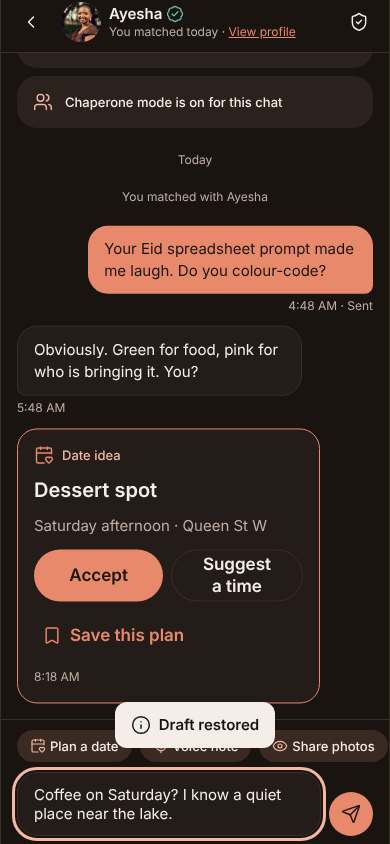 Ayesha
You matched today · View profile
Chaperone mode is on for this chat
Today
You matched with Ayesha
Your Eid spreadsheet prompt made
me laugh. Do you colour-code?
4:48 AM · Sent
Obviously. Green for food, pink for
who is bringing it. You?
5:48 AM
Date idea
Dessert spot
Saturday afternoon · Queen St W
Accept
Suggest
a time
Save this plan
8:18 AM
Draft restored
Plan a date
Voice note
Share photos
Coffee on Saturday? I know a quiet
place near the lake.